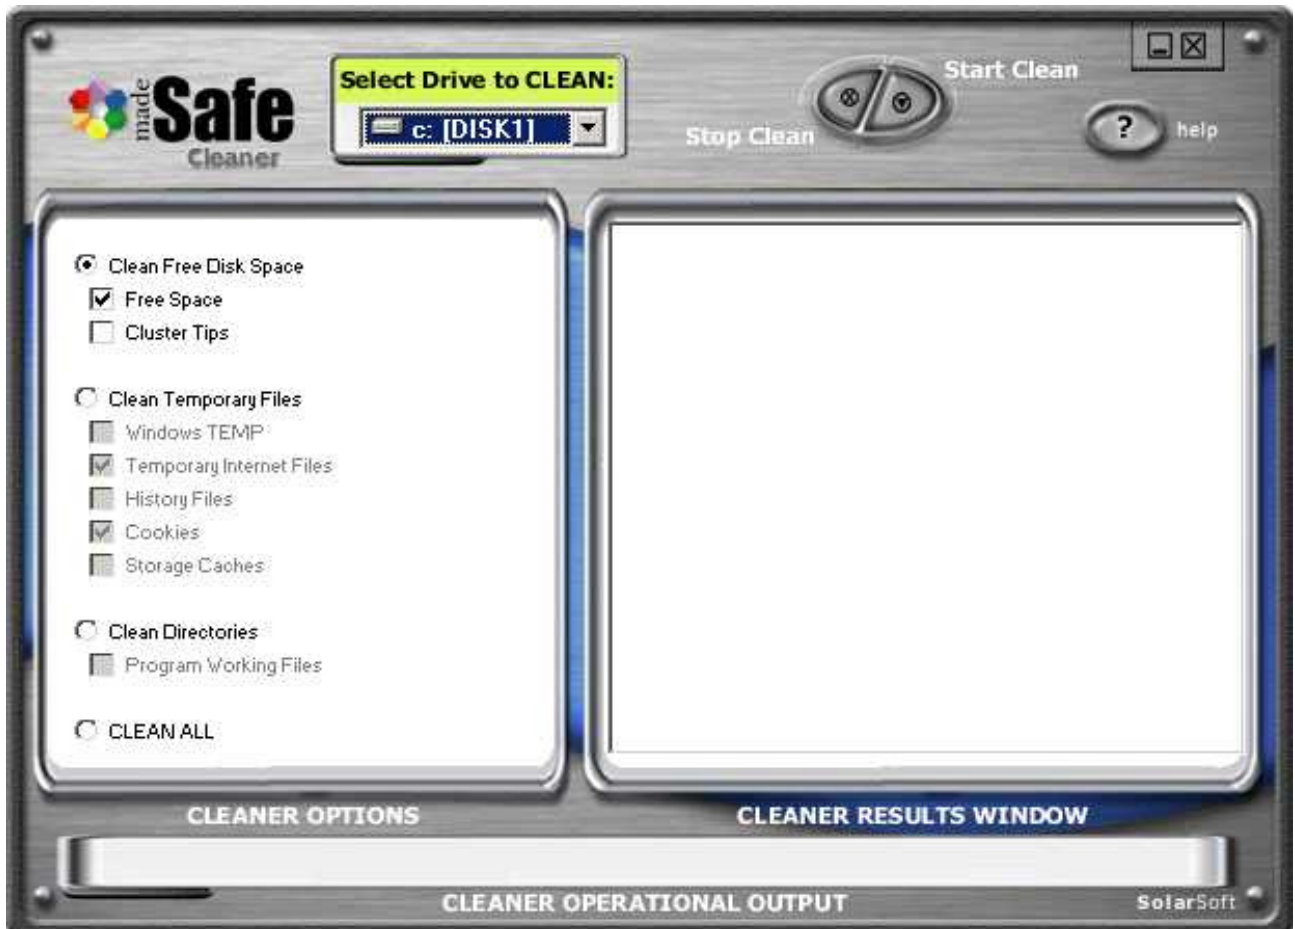 made Safe
Cleaner
Select Drive to CLEAN:
c: [DISK1]
Start Clean
Stop Clean
? help
Clean Free Disk Space
Free Space
Cluster Tips
Clean Temporary Files
Windows TEMP
Temporary Internet Files
History Files
Cookies
Storage Caches
Clean Directories
Program Working Files
CLEAN ALL
CLEANER OPTIONS
CLEANER RESULTS WINDOW
CLEANER OPERATIONAL OUTPUT
SolarSoft